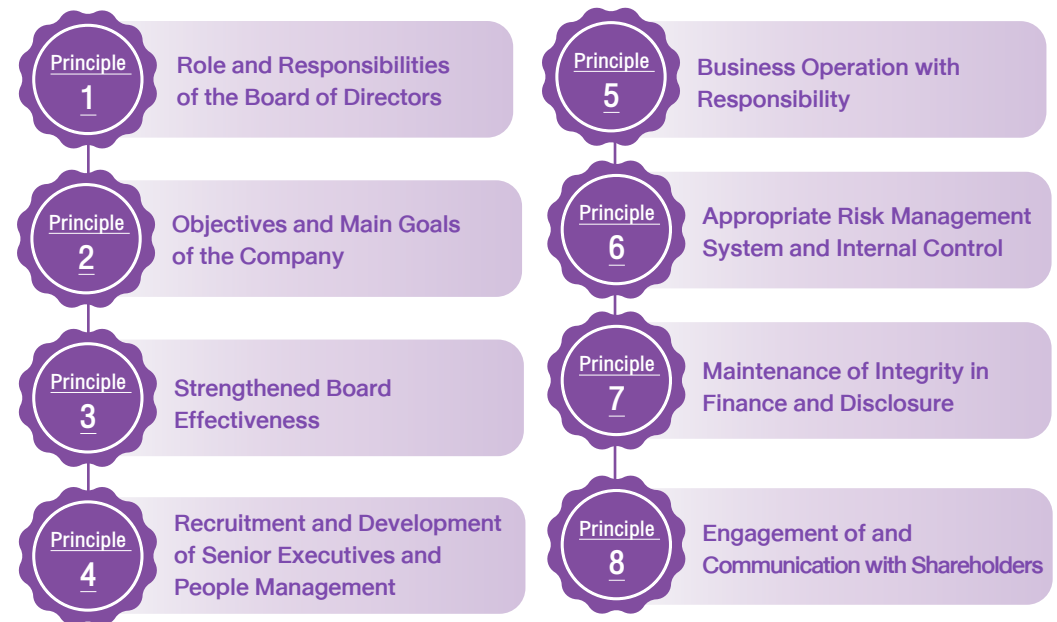 Principle
1
Role and Responsibilities
of the Board of Directors
Principle
2
Objectives and Main Goals
of the Company
Principle
3
Strengthened Board
Effectiveness
Principle
4
Recruitment and Development
of Senior Executives and
People Management
Principle
5
Business Operation with
Responsibility
Principle
6
Appropriate Risk Management
System and Internal Control
Principle
7
Maintenance of Integrity in
Finance and Disclosure
Principle
8
Engagement of and
Communication with Shareholders